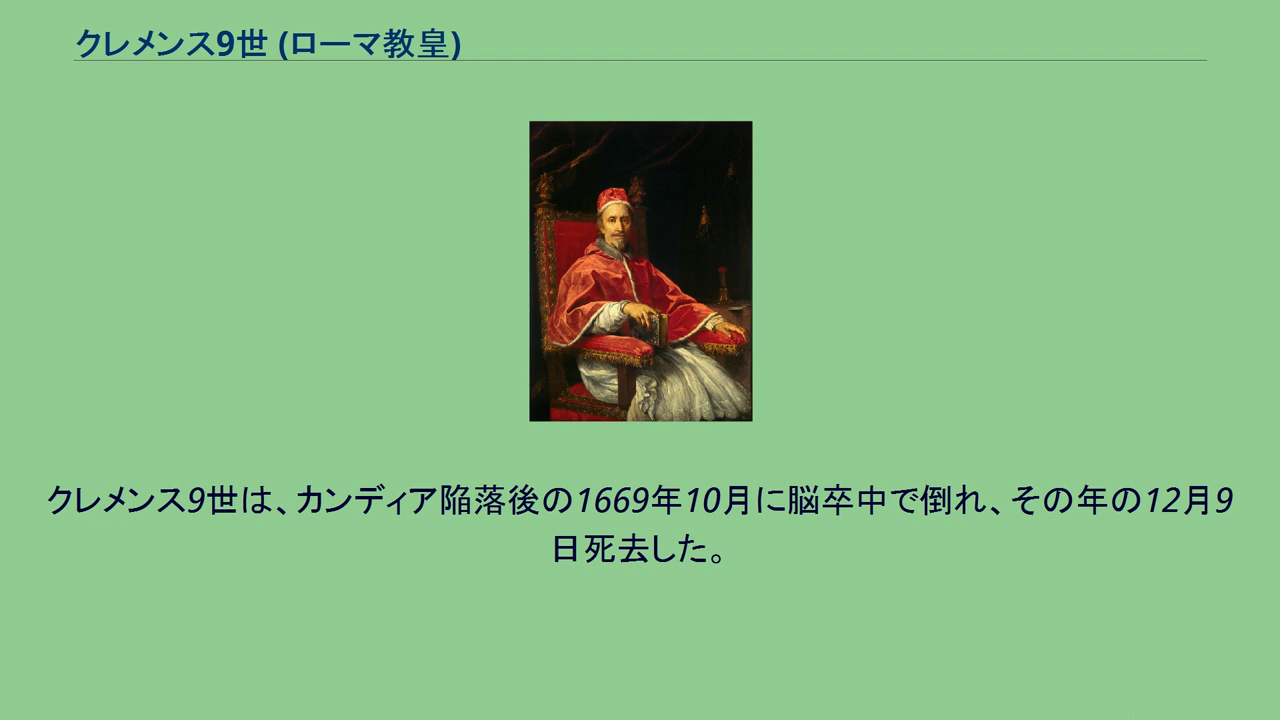 クレメンス9世 (ローマ教皇)
クレメンス9世は、カンディア陥落後の1669年10月に脳卒中で倒れ、その年の12月9
日死去した。